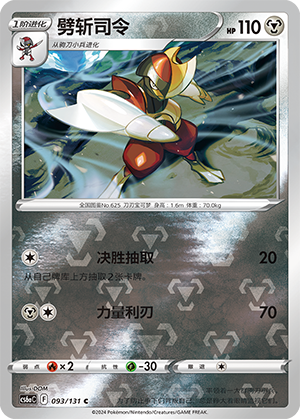 1阶进化
劈斩司令
HP 110
从驹刀小兵进化
全国图鉴No.625 刀刃宝可梦 身高：1.6m 体重：70.0kg
决胜抽取 20
从自己牌库上方抽取2张卡牌。
力量利刃 70
弱点 ×2 抵抗力 -30 撤退
illus. DOM
CS6aC F 093/131 C
©2024 Pokémon/Nintendo/Creatures/GAME FREAK.